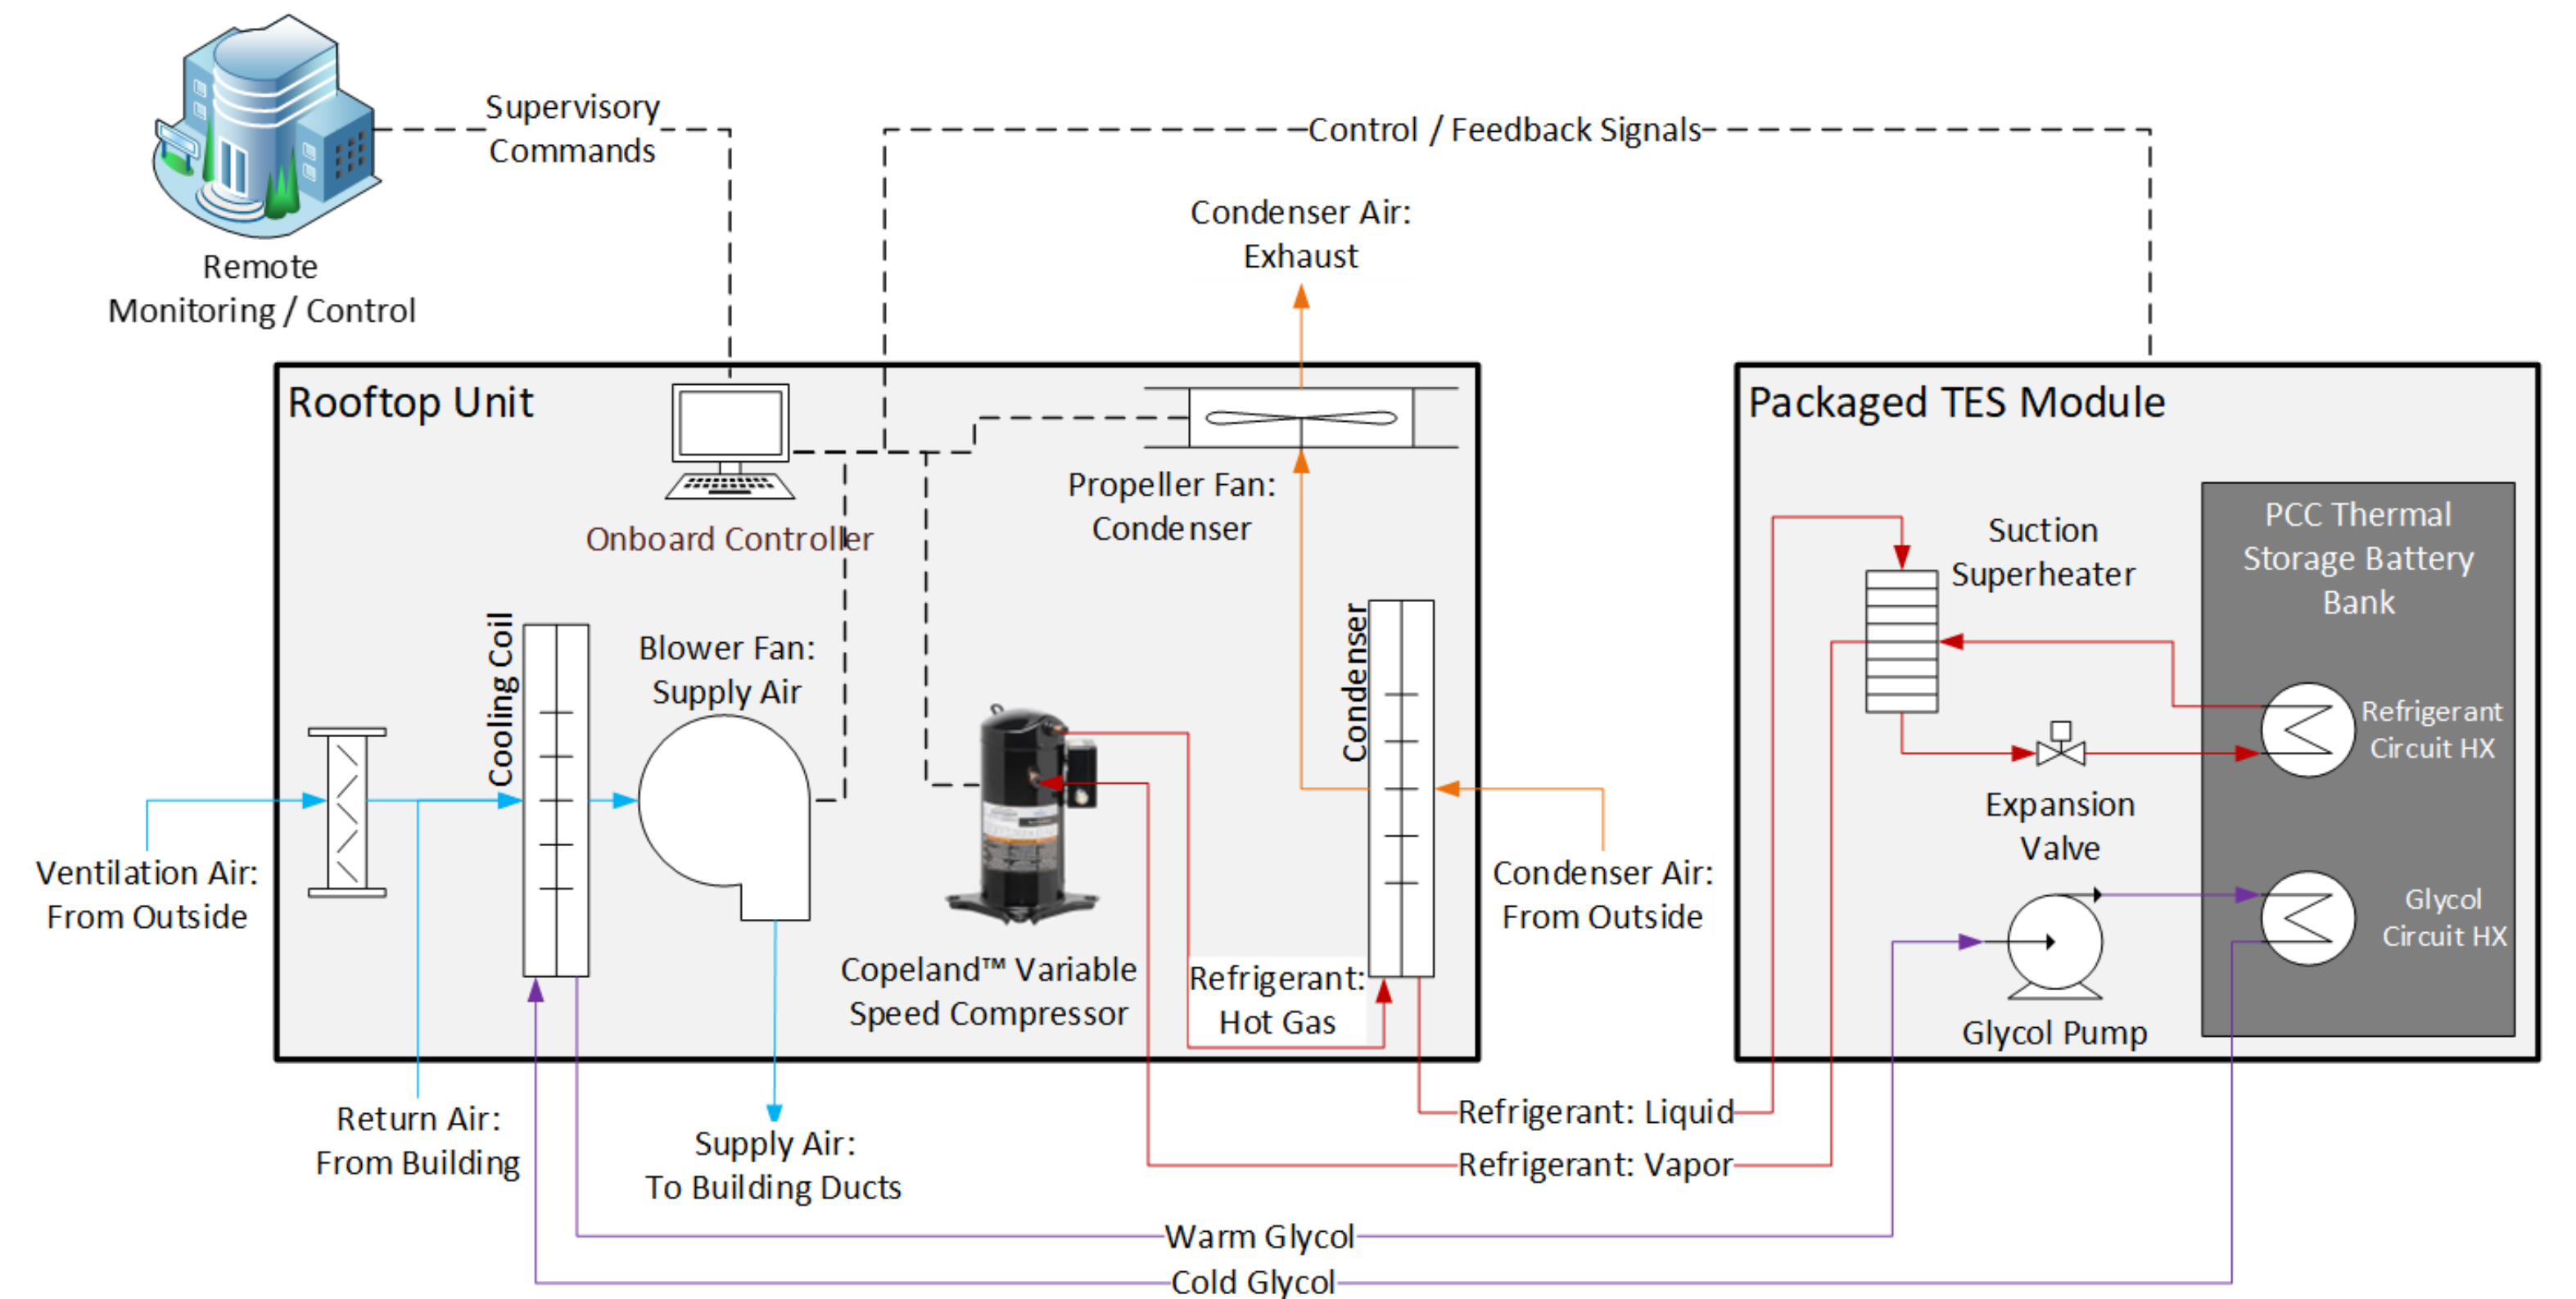 Supervisory
Commands
Control / Feedback Signals
Condenser Air:
Exhaust
Remote
Monitoring / Control
Rooftop Unit
Packaged TES Module
Propeller Fan:
Condenser
Onboard Controller
PCC Thermal
Storage Battery
Bank
Suction
Superheater
Cooling Coil
Blower Fan:
Supply Air
Condenser
Refrigerant
Circuit HX
Expansion
Valve
Ventilation Air:
From Outside
Condenser Air:
From Outside
Glycol
Circuit HX
Copeland™ Variable
Speed Compressor
Refrigerant:
Hot Gas
Glycol Pump
Return Air:
From Building
Supply Air:
To Building Ducts
Refrigerant: Liquid
Refrigerant: Vapor
Warm Glycol
Cold Glycol